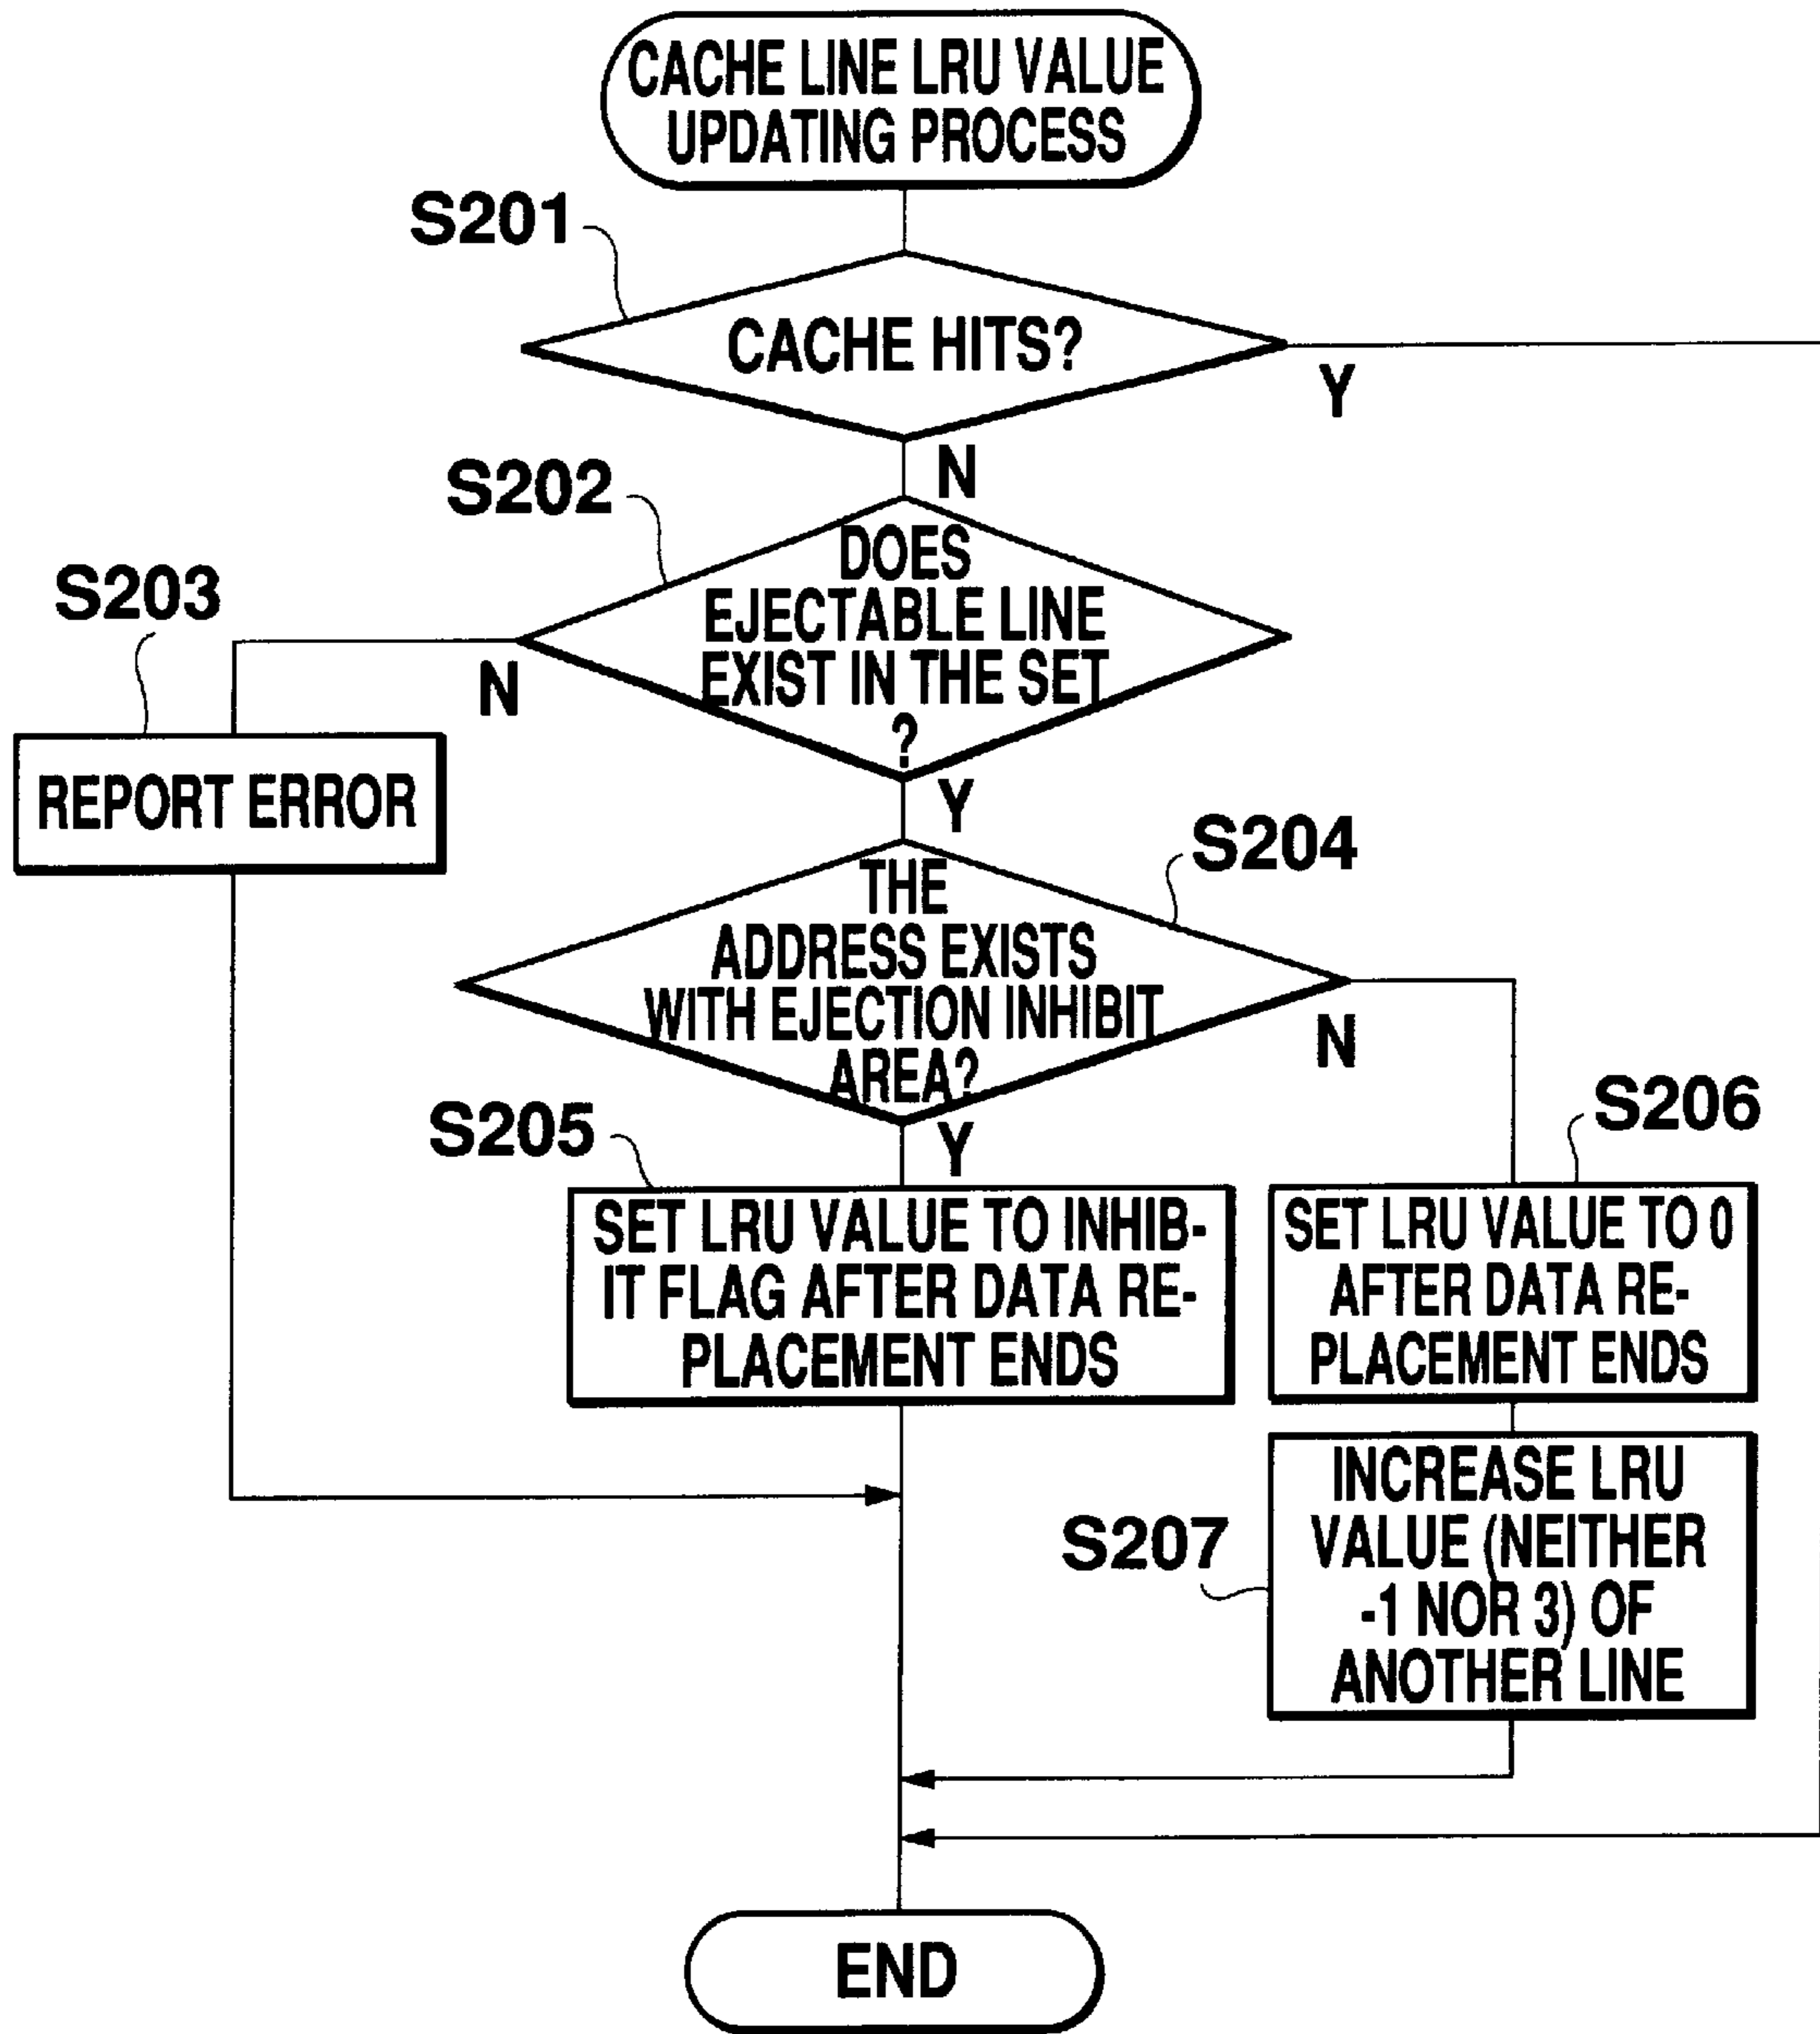 CACHE LINE LRU VALUE
UPDATING PROCESS
S201
CACHE HITS?
Y
N
S202
DOES
EJECTABLE LINE
EXIST IN THE SET
?
S203
N
Y
REPORT ERROR
S204
THE
ADDRESS EXISTS
WITH EJECTION INHIBIT
AREA?
N
S205
Y
S206
SET LRU VALUE TO INHIB-
IT FLAG AFTER DATA RE-
PLACEMENT ENDS
SET LRU VALUE TO 0
AFTER DATA RE-
PLACEMENT ENDS
S207
INCREASE LRU
VALUE (NEITHER
-1 NOR 3) OF
ANOTHER LINE
END